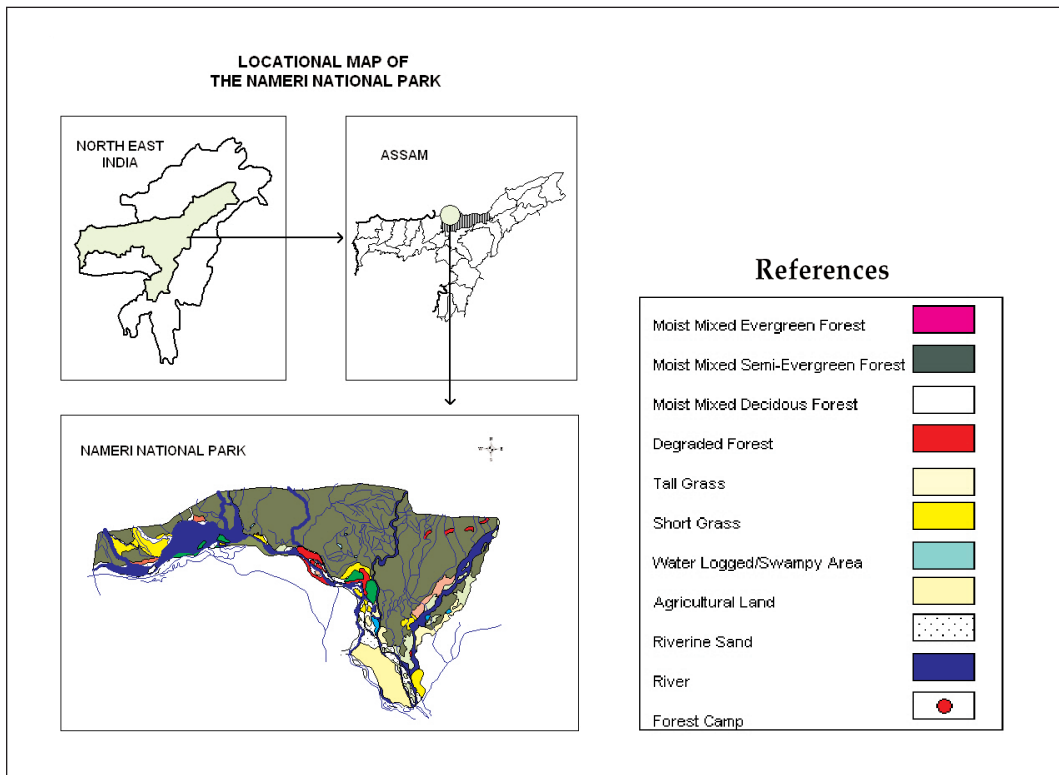 LOCATIONAL MAP OF
THE NAMERI NATIONAL PARK
NORTH EAST
INDIA
ASSAM
NAMERI NATIONAL PARK
N
W E
S
References
Moist Mixed Evergreen Forest
Moist Mixed Semi-Evergreen Forest
Moist Mixed Decidous Forest
Degraded Forest
Tall Grass
Short Grass
Water Logged/Swampy Area
Agricultural Land
Riverine Sand
River
Forest Camp